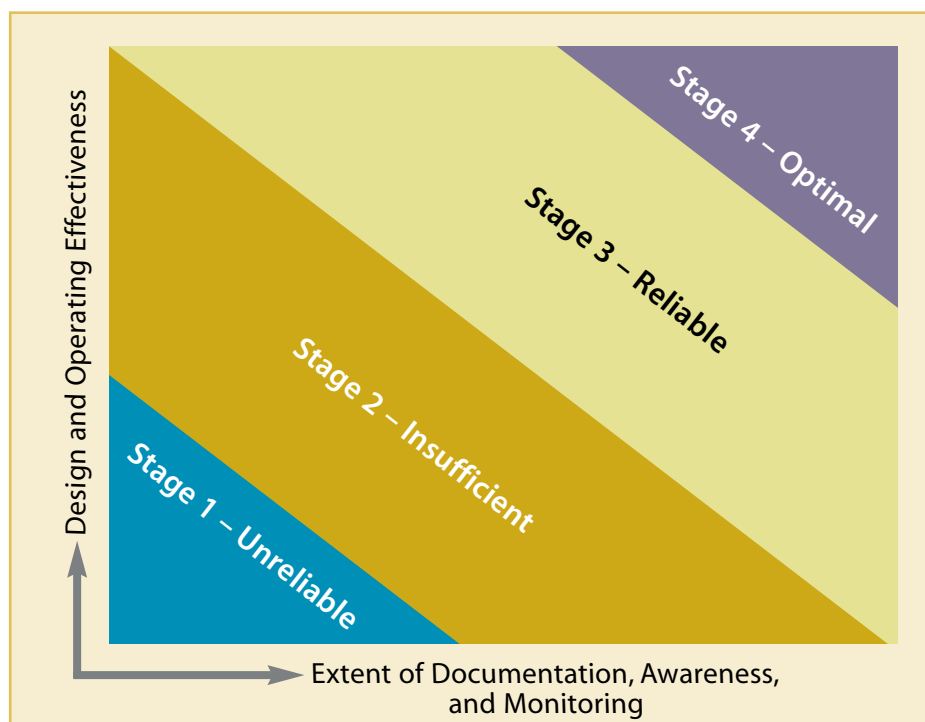 Design and Operating Effectiveness
Stage 1 – Unreliable
Stage 2 – Insufficient
Stage 3 – Reliable
Stage 4 – Optimal
Extent of Documentation, Awareness,
and Monitoring